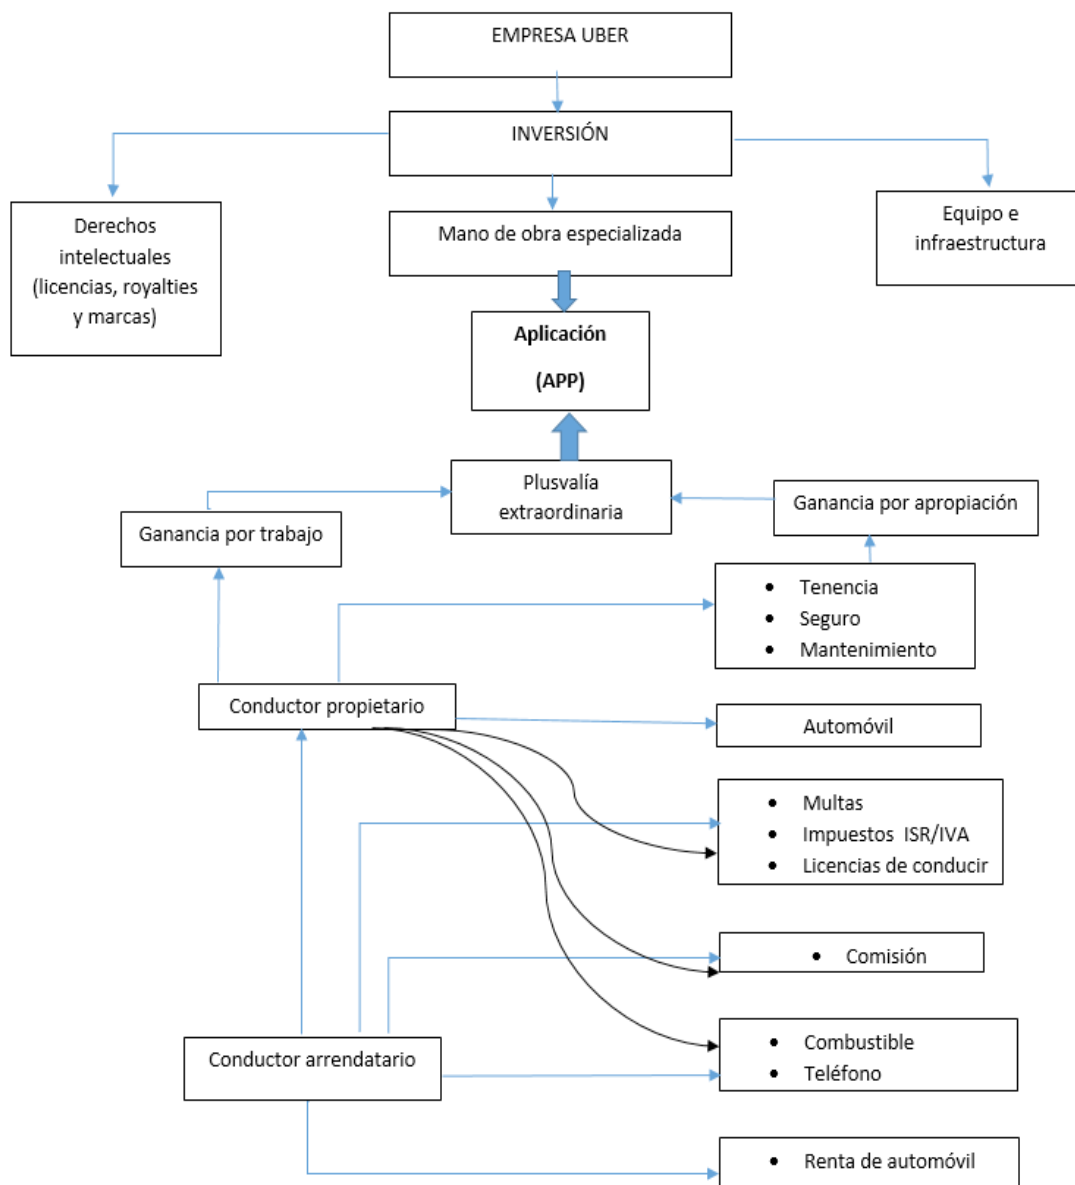 EMPRESA UBER
INVERSIÓN
Derechos
intelectuales
(licencias, royalties
y marcas)
Mano de obra especializada
Equipo e
infraestructura
Aplicación
(APP)
Plusvalía
extraordinaria
Ganancia por trabajo
Ganancia por apropiación
• Tenencia
• Seguro
• Mantenimiento
Conductor propietario
Automóvil
• Multas
• Impuestos ISR/IVA
• Licencias de conducir
• Comisión
Conductor arrendatario
• Combustible
• Teléfono
• Renta de automóvil